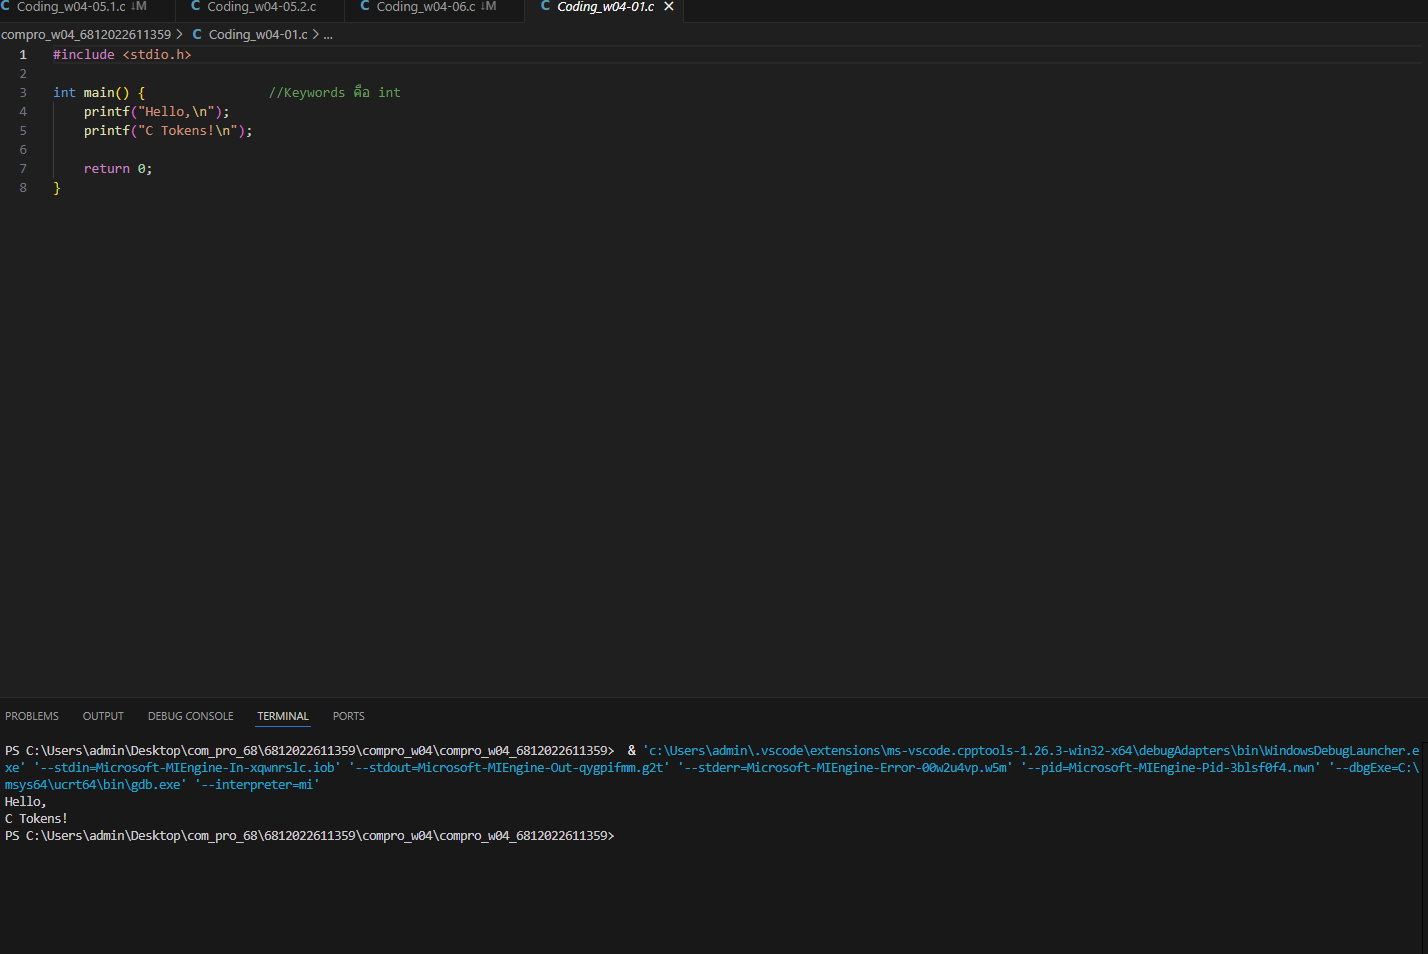 Coding_w04-05.1.c ↓M Coding_w04-05.2.c Coding_w04-06.c ↓M Coding_w04-01.c
compro_w04_6812022611359 > C Coding_w04-01.c > ...
1 #include <stdio.h>
2
3 int main() { //Keywords คือ int
4 printf("Hello,\n");
5 printf("C Tokens!\n");
6
7 return 0;
8 }
PROBLEMS OUTPUT DEBUG CONSOLE TERMINAL PORTS
PS C:\Users\admin\Desktop\com_pro_68\6812022611359\compro_w04\compro_w04_6812022611359> & 'c:\Users\admin\.vscode\extensions\ms-vscode.cpptools-1.26.3-win32-x64\debugAdapters\bin\WindowsDebugLauncher.e
xe' '--stdin=Microsoft-MIEngine-In-xqwnrslc.iob' '--stdout=Microsoft-MIEngine-Out-qygpifmm.g2t' '--stderr=Microsoft-MIEngine-Error-00w2u4vp.w5m' '--pid=Microsoft-MIEngine-Pid-3blsf0f4.nwn' '--dbgExe=C:\
msys64\ucrt64\bin\gdb.exe' '--interpreter=mi'
Hello,
C Tokens!
PS C:\Users\admin\Desktop\com_pro_68\6812022611359\compro_w04\compro_w04_6812022611359>